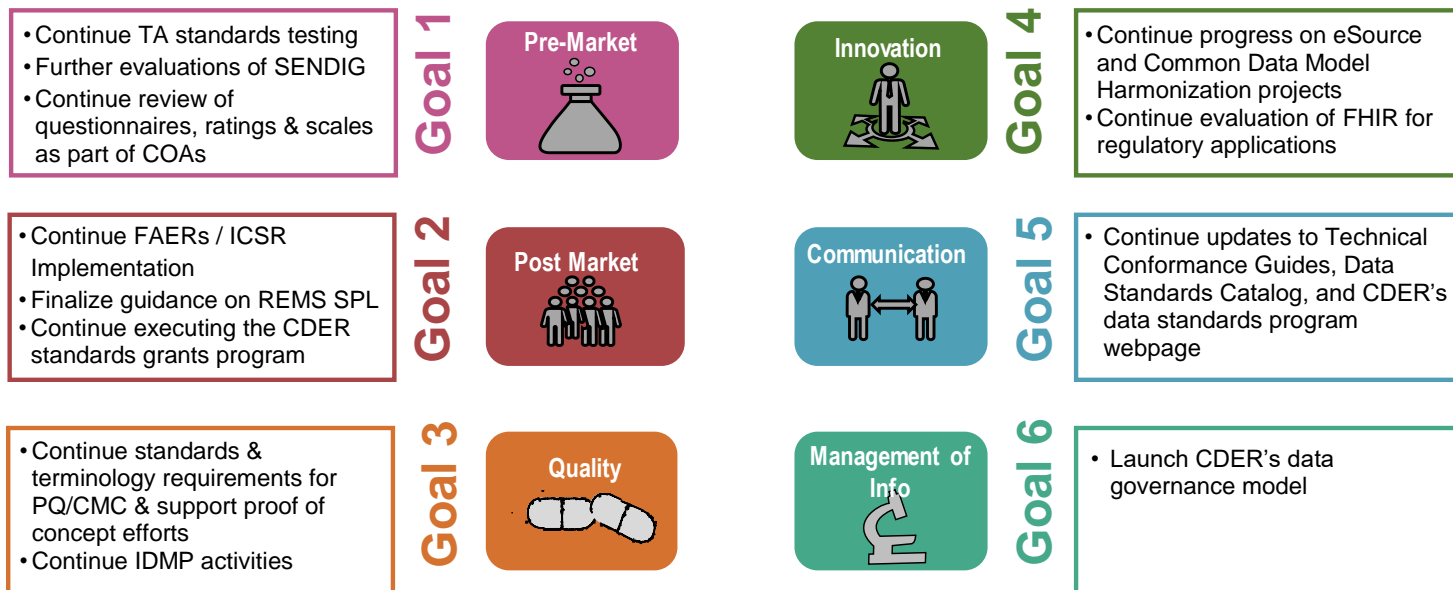 • Continue TA standards testing
• Further evaluations of SENDIG
• Continue review of
questionnaires, ratings & scales
as part of COAs
Goal 1
Pre-Market
Innovation
Goal 4
• Continue progress on eSource
and Common Data Model
Harmonization projects
• Continue evaluation of FHIR for
regulatory applications
• Continue FAERs / ICSR
Implementation
• Finalize guidance on REMS SPL
• Continue executing the CDER
standards grants program
Goal 2
Post Market
Communication
Goal 5
• Continue updates to Technical
Conformance Guides, Data
Standards Catalog, and CDER's
data standards program
webpage
• Continue standards &
terminology requirements for
PQ/CMC & support proof of
concept efforts
• Continue IDMP activities
Goal 3
Quality
Management of
Info
Goal 6
• Launch CDER's data
governance model